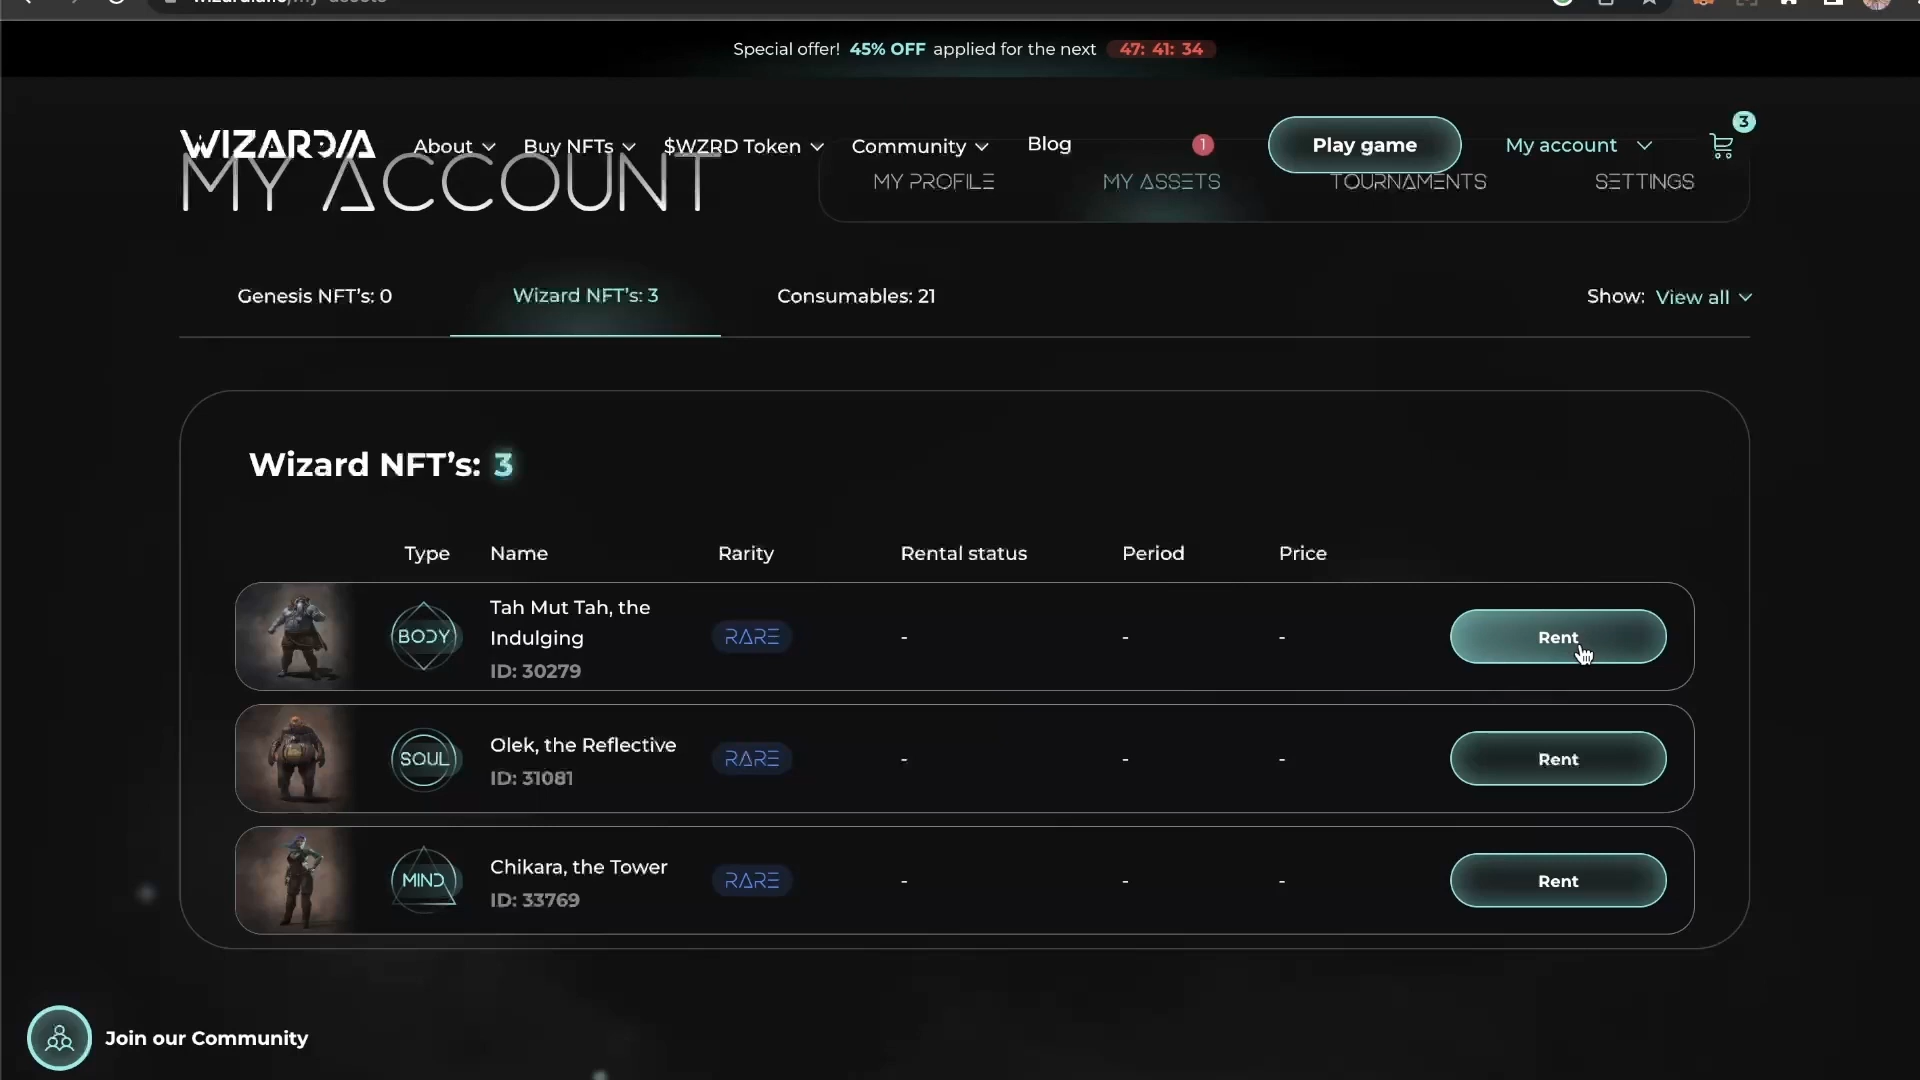 Special offer! 45% OFF applied for the next 47: 41: 34
WIZARDIA About Buy NFTs $WZRD Token Community Blog 1 Play game My account 3
MY ACCOUNT MY PROFILE MY ASSETS TOURNAMENTS SETTINGS
Genesis NFT's: 0 Wizard NFT's: 3 Consumables: 21 Show: View all
Wizard NFT's: 3
Type Name Rarity Rental status Period Price
BODY Tah Mut Tah, the RARE - - - Rent
Indulging
ID: 30279
SOUL Olek, the Reflective RARE - - - Rent
ID: 31081
MIND Chikara, the Tower RARE - - - Rent
ID: 33769
Join our Community